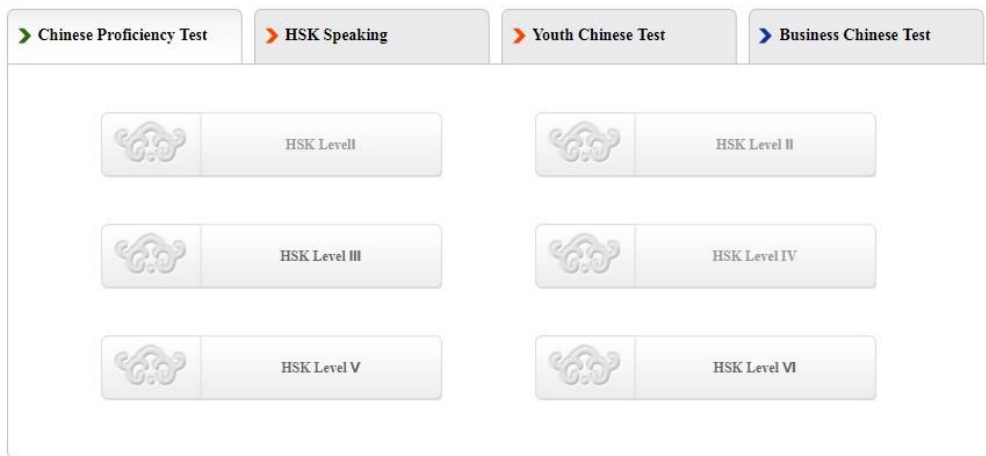 Chinese Proficiency Test
HSK Speaking
Youth Chinese Test
Business Chinese Test
HSK LevelⅠ
HSK Level Ⅱ
HSK Level Ⅲ
HSK Level IV
HSK Level Ⅴ
HSK Level Ⅵ